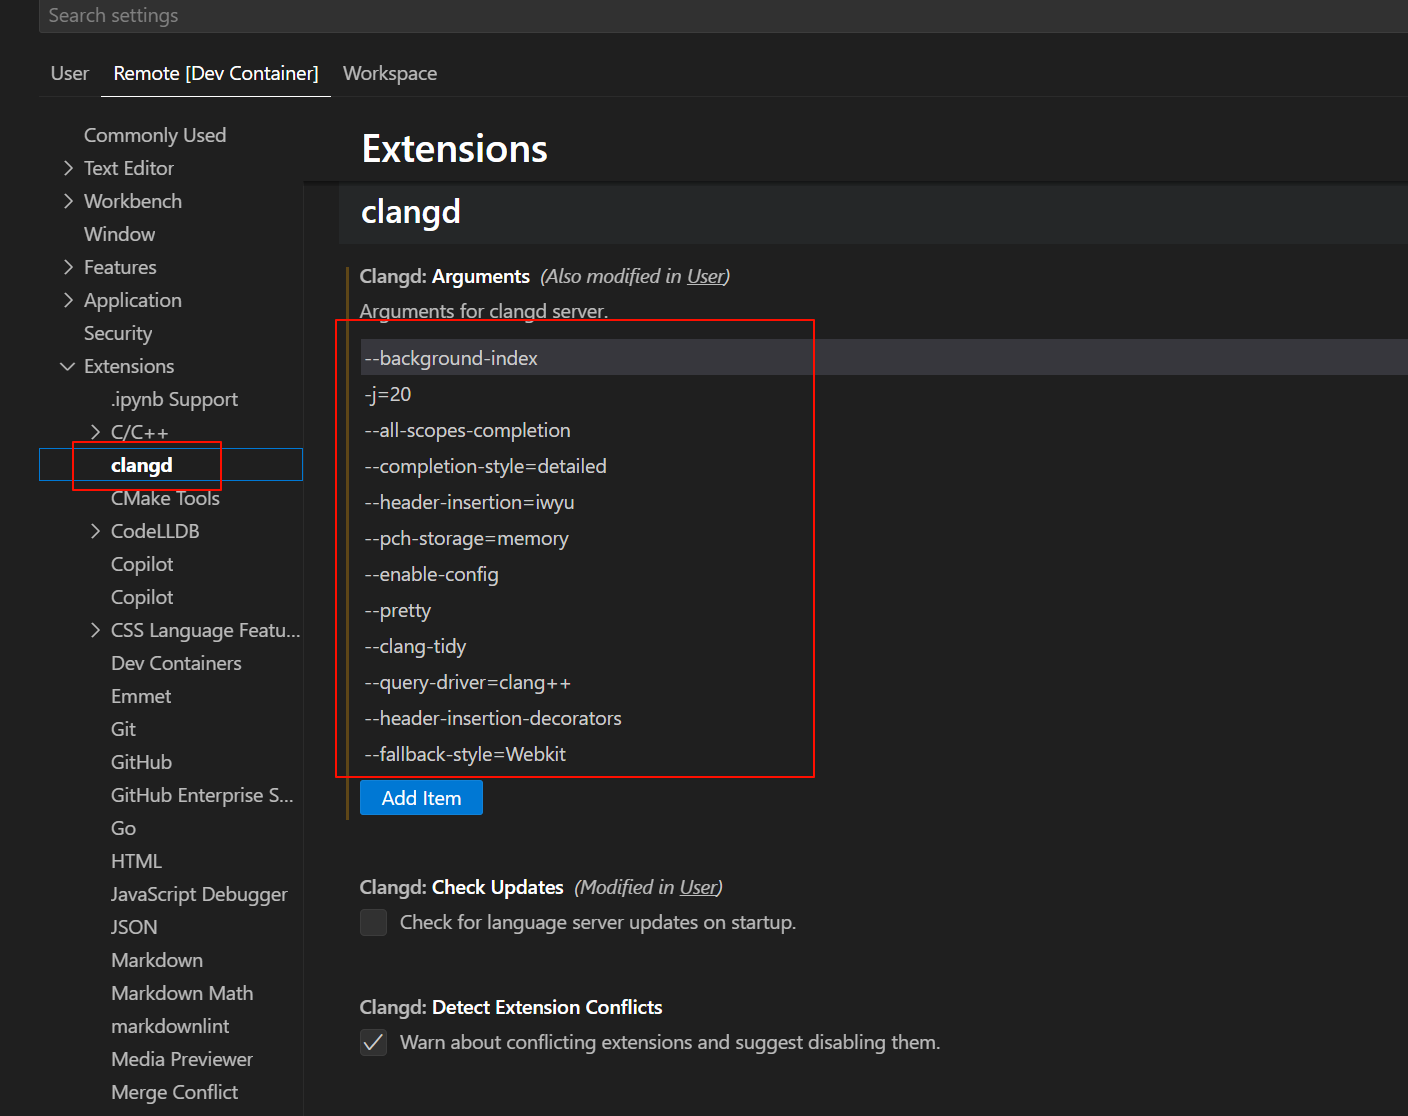 Search settings
User
Remote [Dev Container]
Workspace
Commonly Used
Text Editor
Workbench
Window
Features
Application
Security
Extensions
.ipynb Support
C/C++
clangd
CMake Tools
CodeLLDB
Copilot
Copilot
CSS Language Featu...
Dev Containers
Emmet
Git
GitHub
GitHub Enterprise S...
Go
HTML
JavaScript Debugger
JSON
Markdown
Markdown Math
markdownlint
Media Previewer
Merge Conflict
Extensions
clangd
Clangd: Arguments (Also modified in User)
Arguments for clangd server.
--background-index
-j=20
--all-scopes-completion
--completion-style=detailed
--header-insertion=iwyu
--pch-storage=memory
--enable-config
--pretty
--clang-tidy
--query-driver=clang++
--header-insertion-decorators
--fallback-style=Webkit
Add Item
Clangd: Check Updates (Modified in User)
Check for language server updates on startup.
Clangd: Detect Extension Conflicts
Warn about conflicting extensions and suggest disabling them.